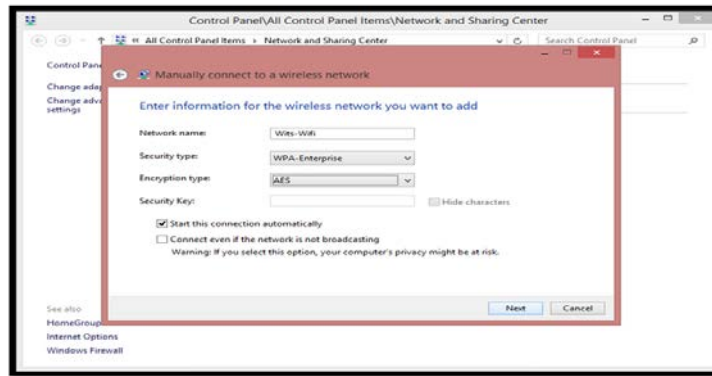 Control Panel\All Control Panel Items\Network and Sharing Center
« All Control Panel Items › Network and Sharing Center
Search Control Panel
Control Pane
Change adap
Change adva
settings
Manually connect to a wireless network
Enter information for the wireless network you want to add
Network name: Wits-Wifi
Security type: WPA-Enterprise
Encryption type: AES
Security Key: Hide characters
Start this connection automatically
Connect even if the network is not broadcasting
Warning: If you select this option, your computer's privacy might be at risk.
Next Cancel
See also
HomeGroup
Internet Options
Windows Firewall